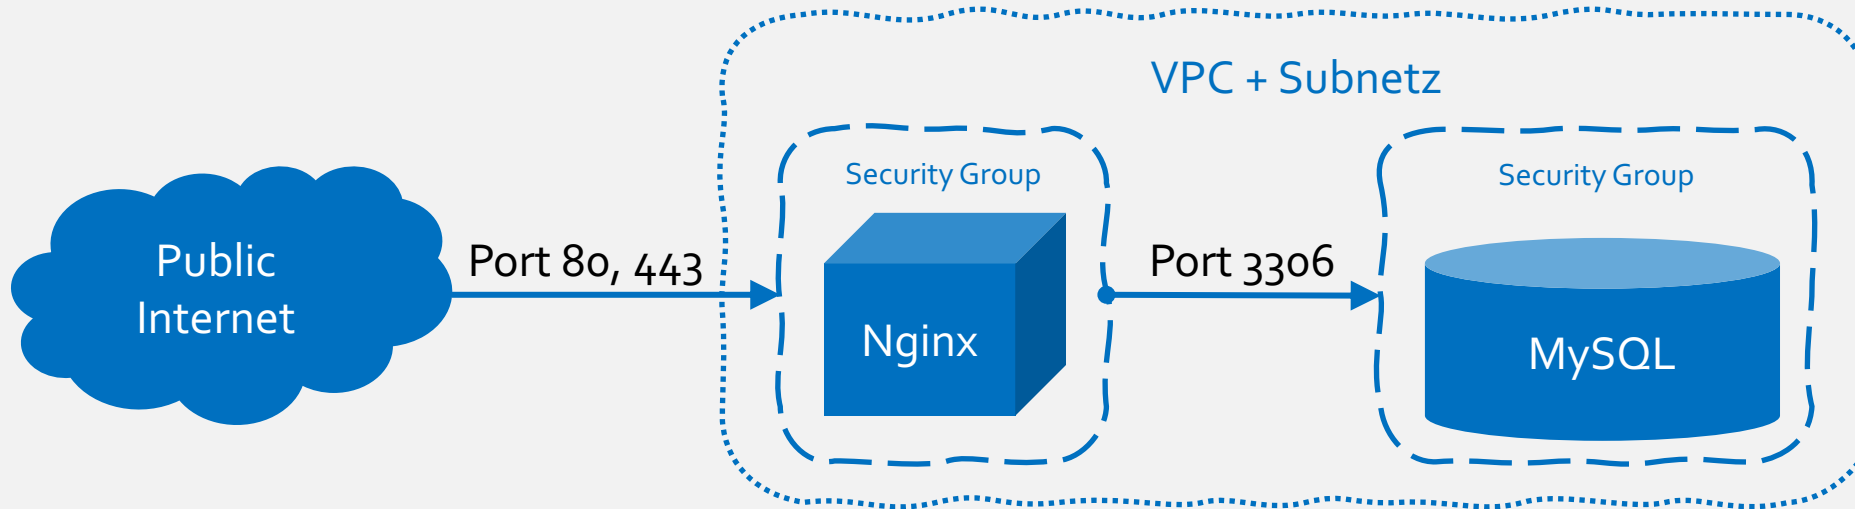 VPC + Subnetz
Security Group
Security Group
Public
Internet
Port 80, 443
Port 3306
Nginx
MySQL